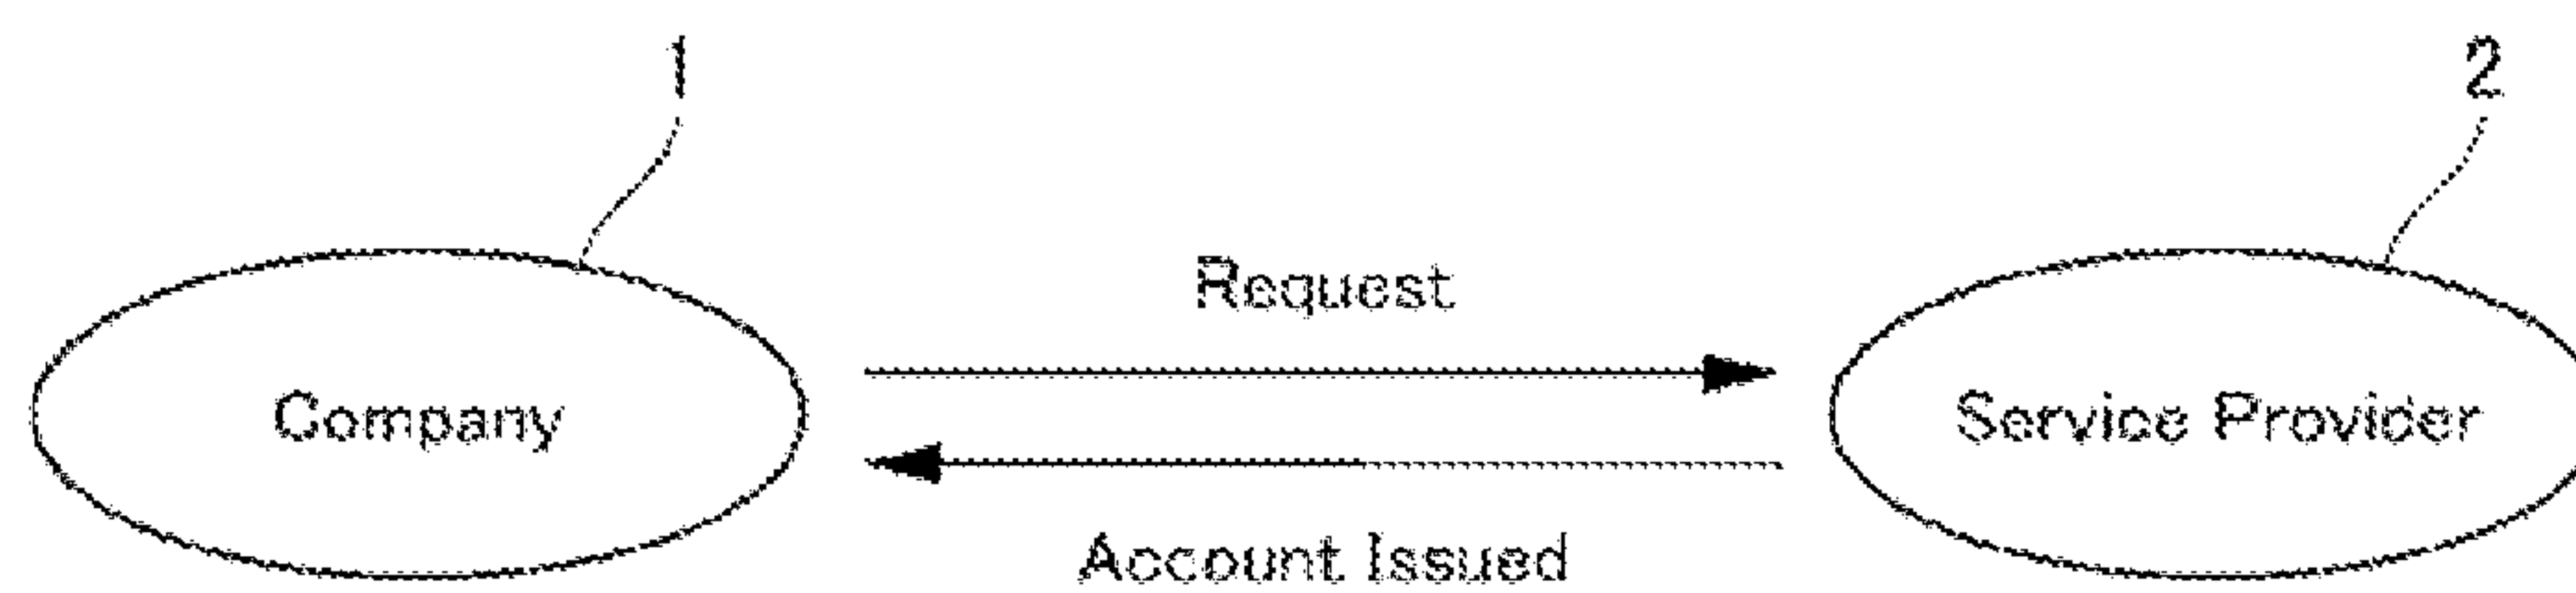 1
2
Request
Company
Service Provider
Account Issued